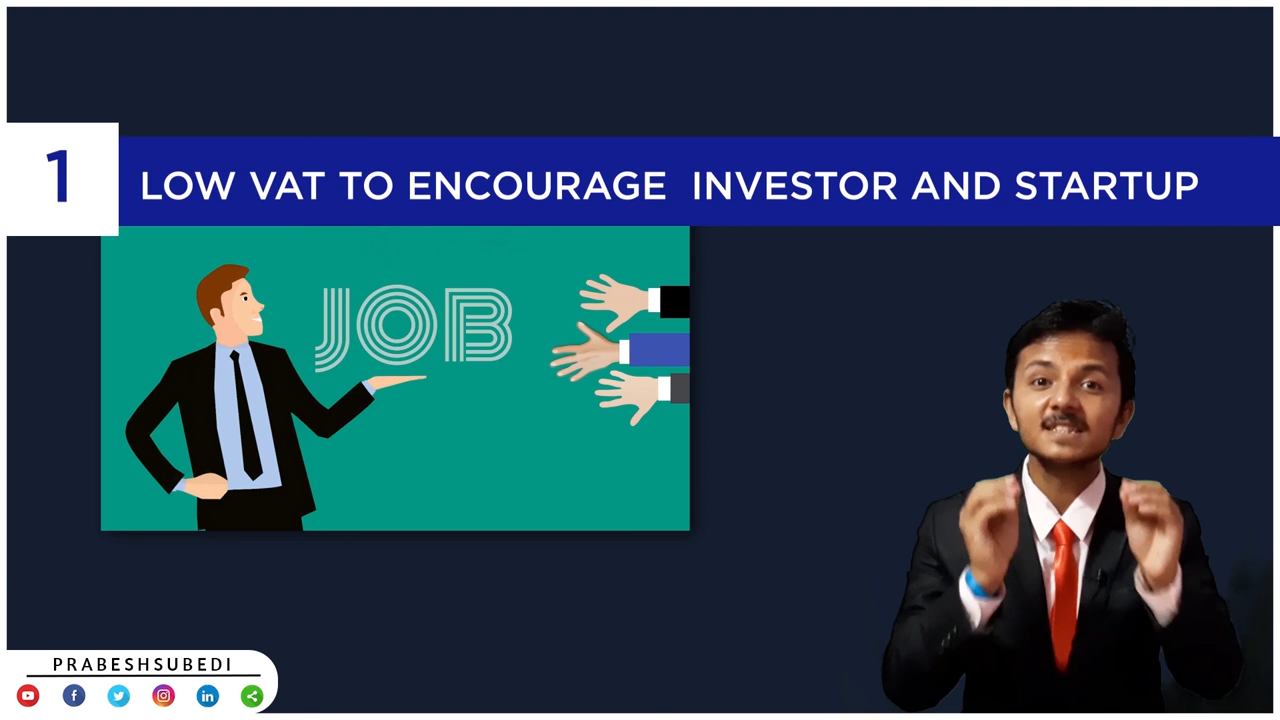 1
LOW VAT TO ENCOURAGE INVESTOR AND STARTUP
JOB
PRABESHSUBEDI